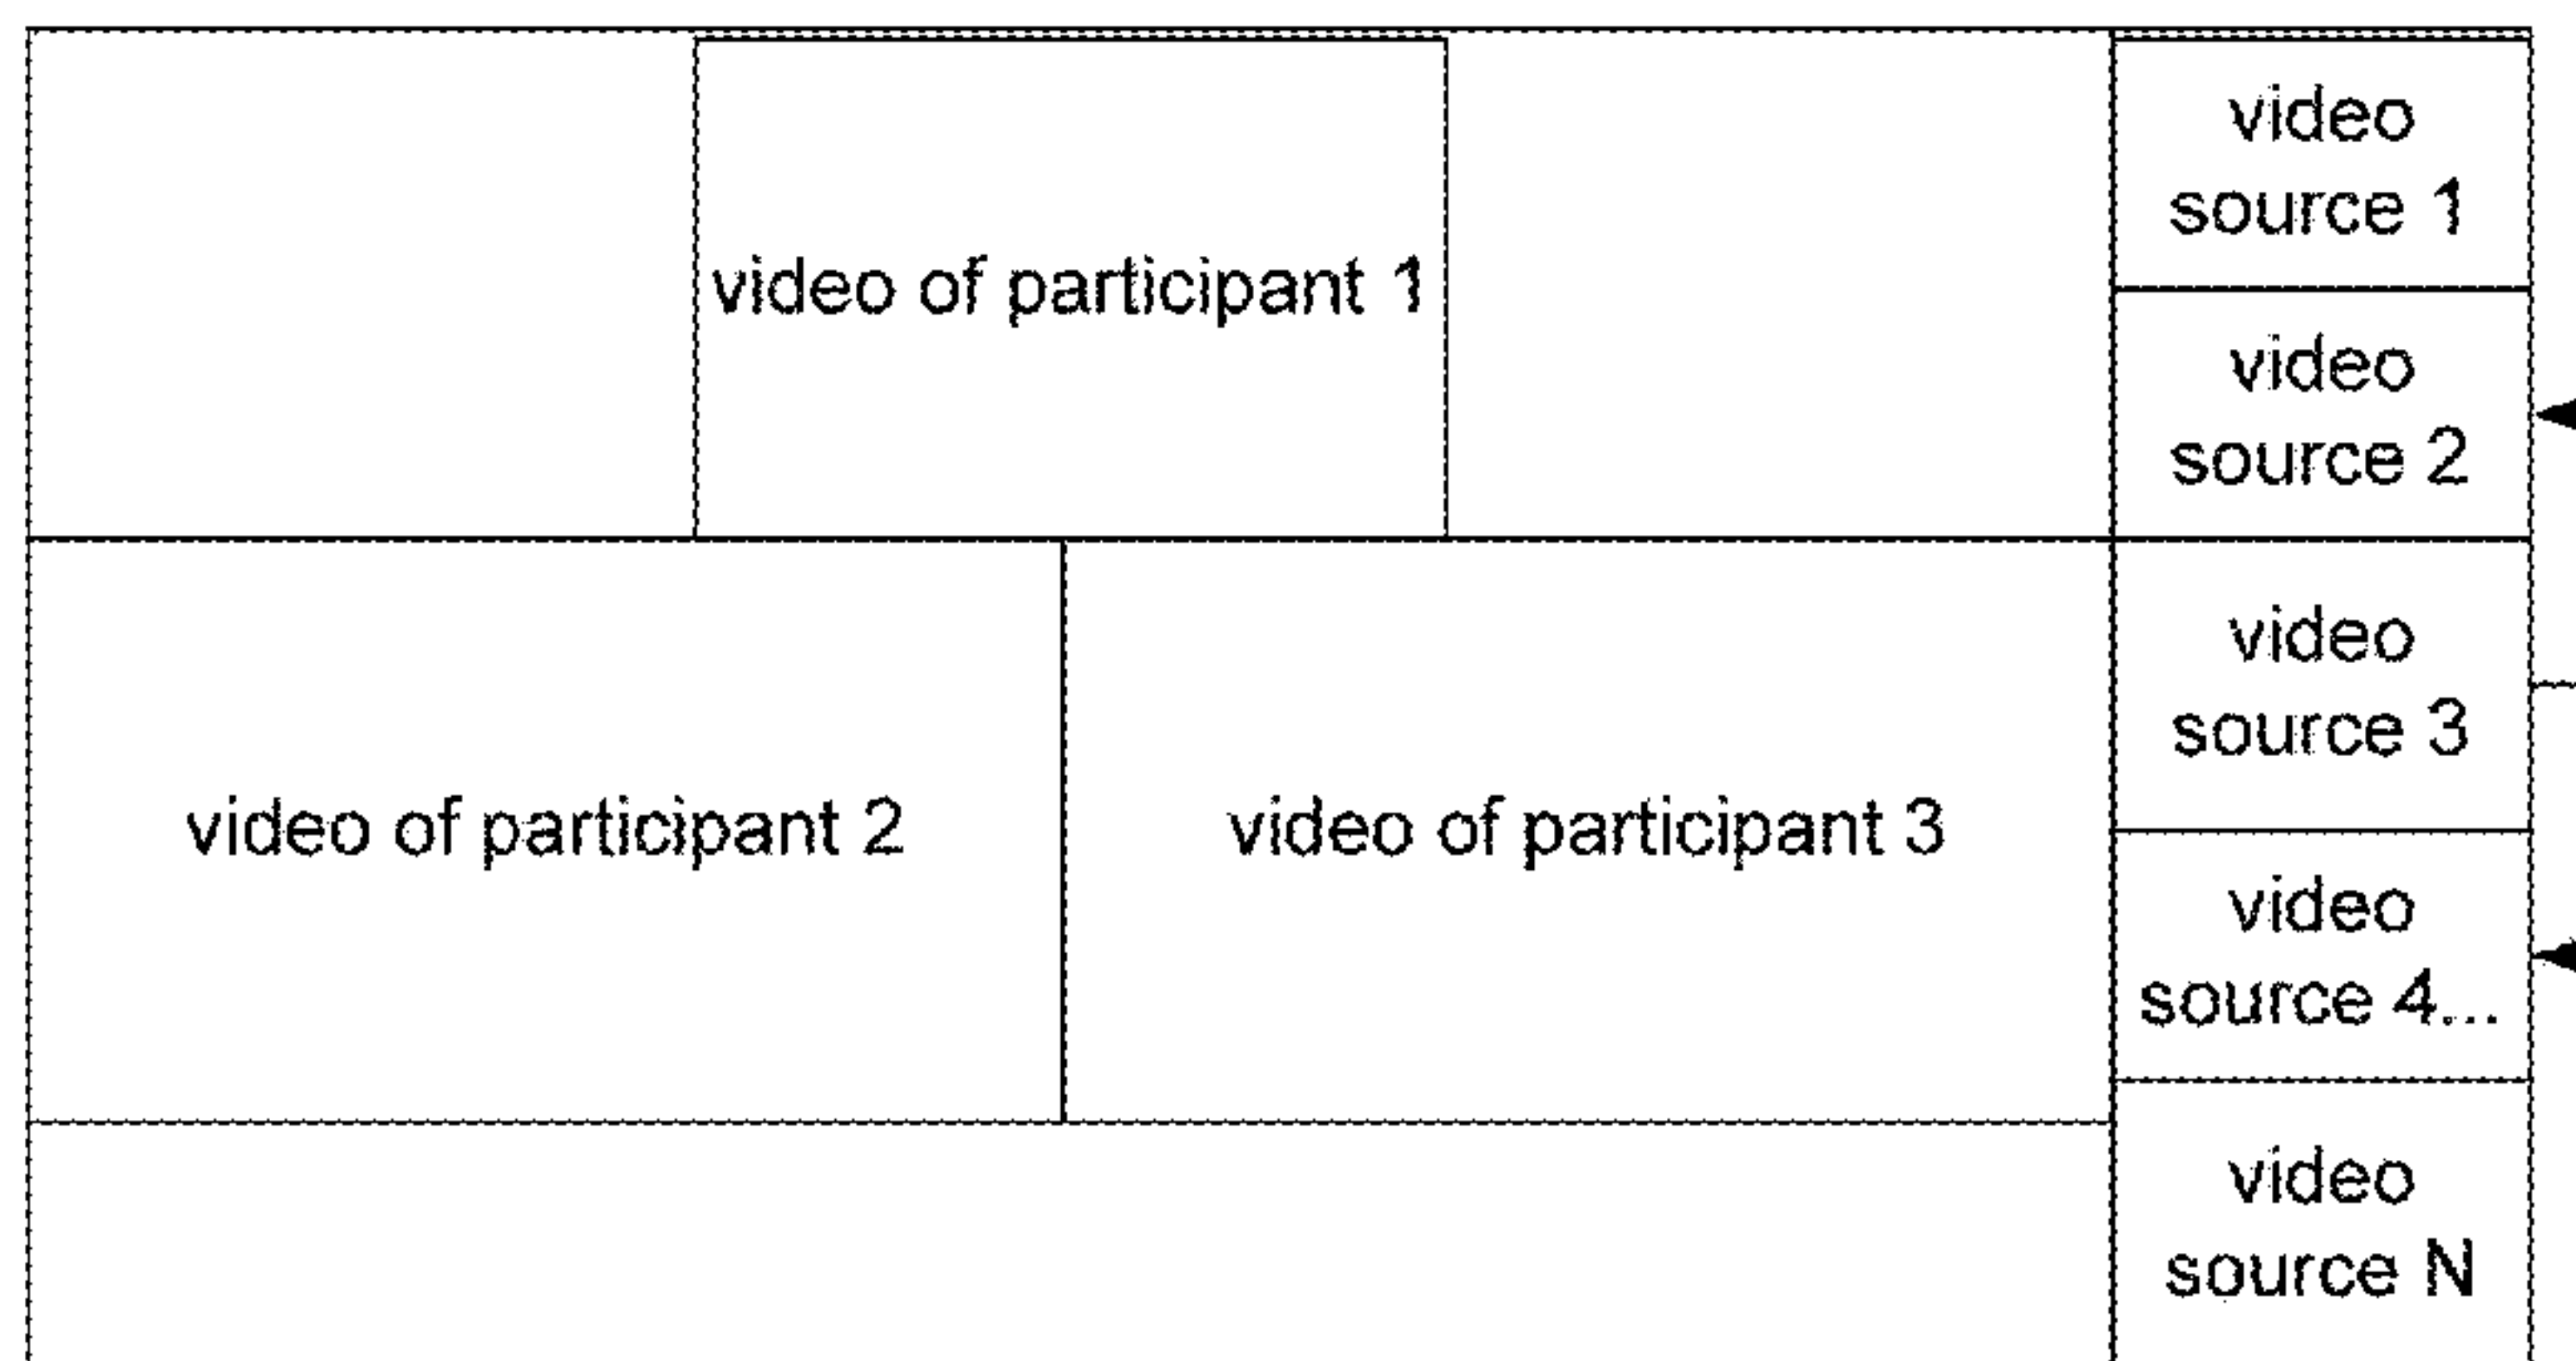 video of participant 1
video of participant 2
video of participant 3
video
source 1
video
source 2
video
source 3
video
source 4...
video
source N